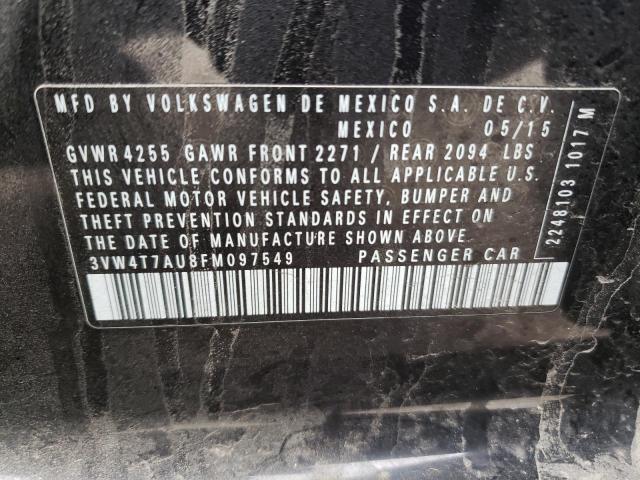 MFD BY VOLKSWAGEN DE MEXICO S.A. DE C.V.
MEXICO 05/15
GVWR 4255 GAWR FRONT 2271 / REAR 2094 LBS
THIS VEHICLE CONFORMS TO ALL APPLICABLE U.S.
FEDERAL MOTOR VEHICLE SAFETY, BUMPER AND
THEFT PREVENTION STANDARDS IN EFFECT ON
THE DATE OF MANUFACTURE SHOWN ABOVE.
3VW4T7AU8FM097549 PASSENGER CAR
2248103 1017 M